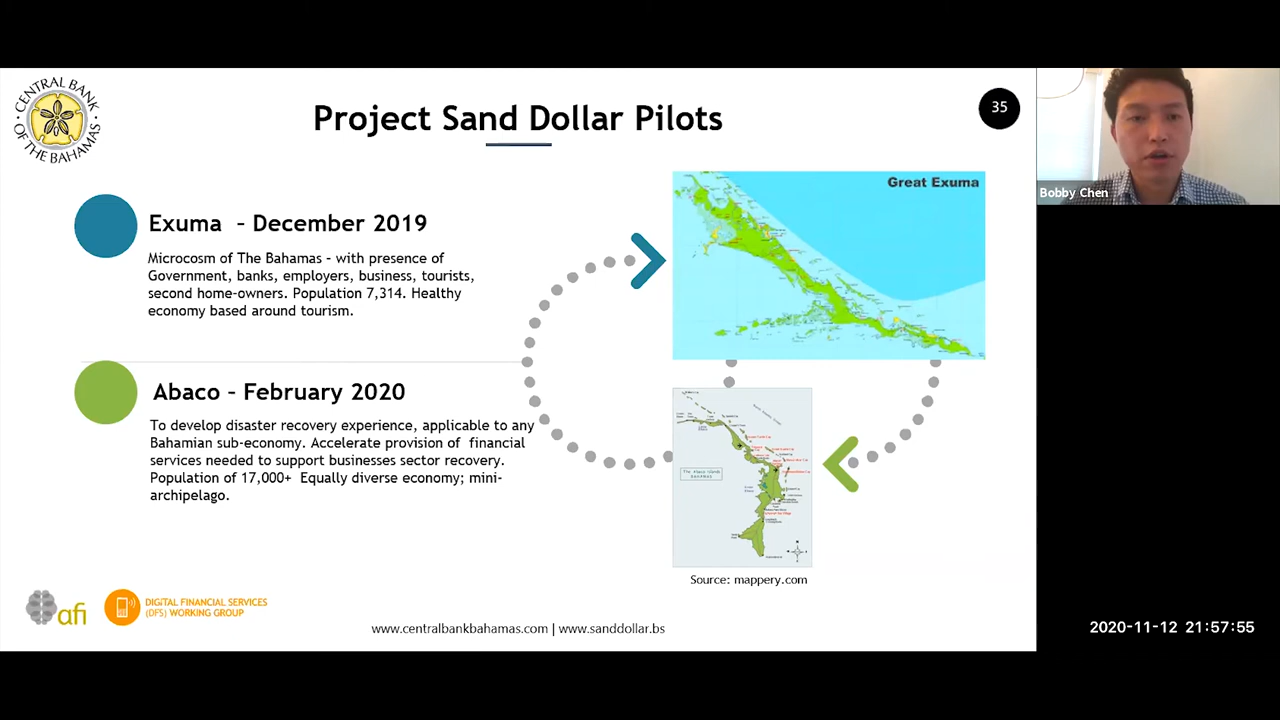 CENTRAL BANK
OF THE BAHAMAS
Project Sand Dollar Pilots
35
Bobby Chen
Exuma – December 2019
Microcosm of The Bahamas – with presence of
Government, banks, employers, business, tourists,
second home-owners. Population 7,314. Healthy
economy based around tourism.
Great Exuma
Abaco – February 2020
To develop disaster recovery experience, applicable to any
Bahamian sub-economy. Accelerate provision of financial
services needed to support businesses sector recovery.
Population of 17,000+ Equally diverse economy; mini-
archipelago.
The Abaco Islands
BAHAMAS
Source: mappery.com
afi
DIGITAL FINANCIAL SERVICES
(DFS) WORKING GROUP
www.centralbankbahamas.com | www.sanddollar.bs
2020-11-12 21:57:55